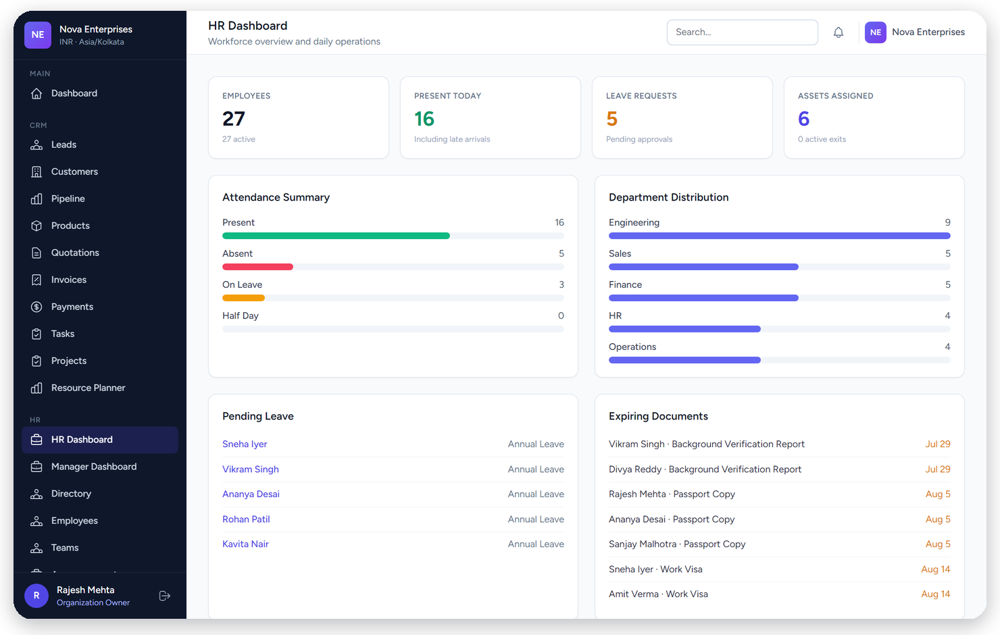 NE
Nova Enterprises
INR · Asia/Kolkata
MAIN
Dashboard
CRM
Leads
Customers
Pipeline
Products
Quotations
Invoices
Payments
Tasks
Projects
Resource Planner
HR
HR Dashboard
Manager Dashboard
Directory
Employees
Teams
R
Rajesh Mehta
Organization Owner
HR Dashboard
Workforce overview and daily operations
Search...
NE
Nova Enterprises
EMPLOYEES
27
27 active
PRESENT TODAY
16
Including late arrivals
LEAVE REQUESTS
5
Pending approvals
ASSETS ASSIGNED
6
0 active exits
Attendance Summary
Present 16
Absent 5
On Leave 3
Half Day 0
Department Distribution
Engineering 9
Sales 5
Finance 5
HR 4
Operations 4
Pending Leave
Sneha Iyer Annual Leave
Vikram Singh Annual Leave
Ananya Desai Annual Leave
Rohan Patil Annual Leave
Kavita Nair Annual Leave
Expiring Documents
Vikram Singh · Background Verification Report Jul 29
Divya Reddy · Background Verification Report Jul 29
Rajesh Mehta · Passport Copy Aug 5
Ananya Desai · Passport Copy Aug 5
Sanjay Malhotra · Passport Copy Aug 5
Sneha Iyer · Work Visa Aug 14
Amit Verma · Work Visa Aug 14